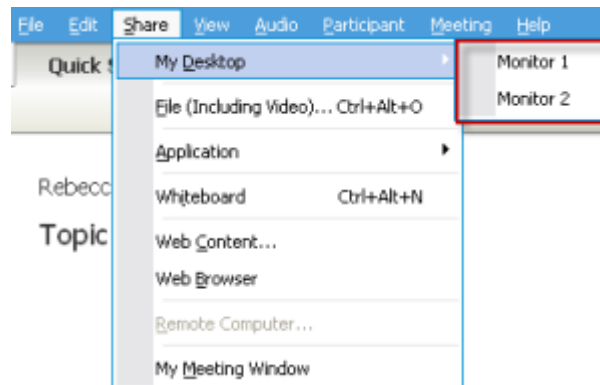 File Edit Share View Audio Participant Meeting Help
Quick
My Desktop
Monitor 1
Monitor 2
File (Including Video)... Ctrl+Alt+O
Application
Whiteboard Ctrl+Alt+N
Rebecc
Topic
Web Content...
Web Browser
Remote Computer...
My Meeting Window